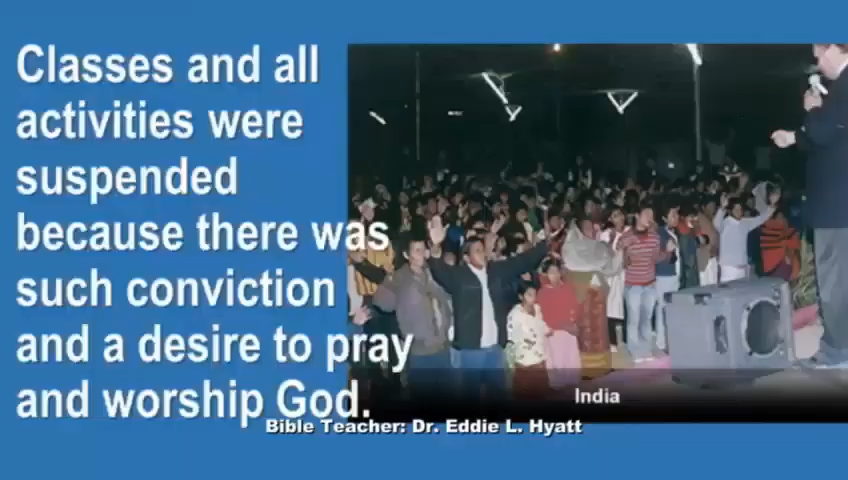 Classes and all
activities were
suspended
because there was
such conviction
and a desire to pray
and worship God.
India
Bible Teacher: Dr. Eddie L. Hyatt